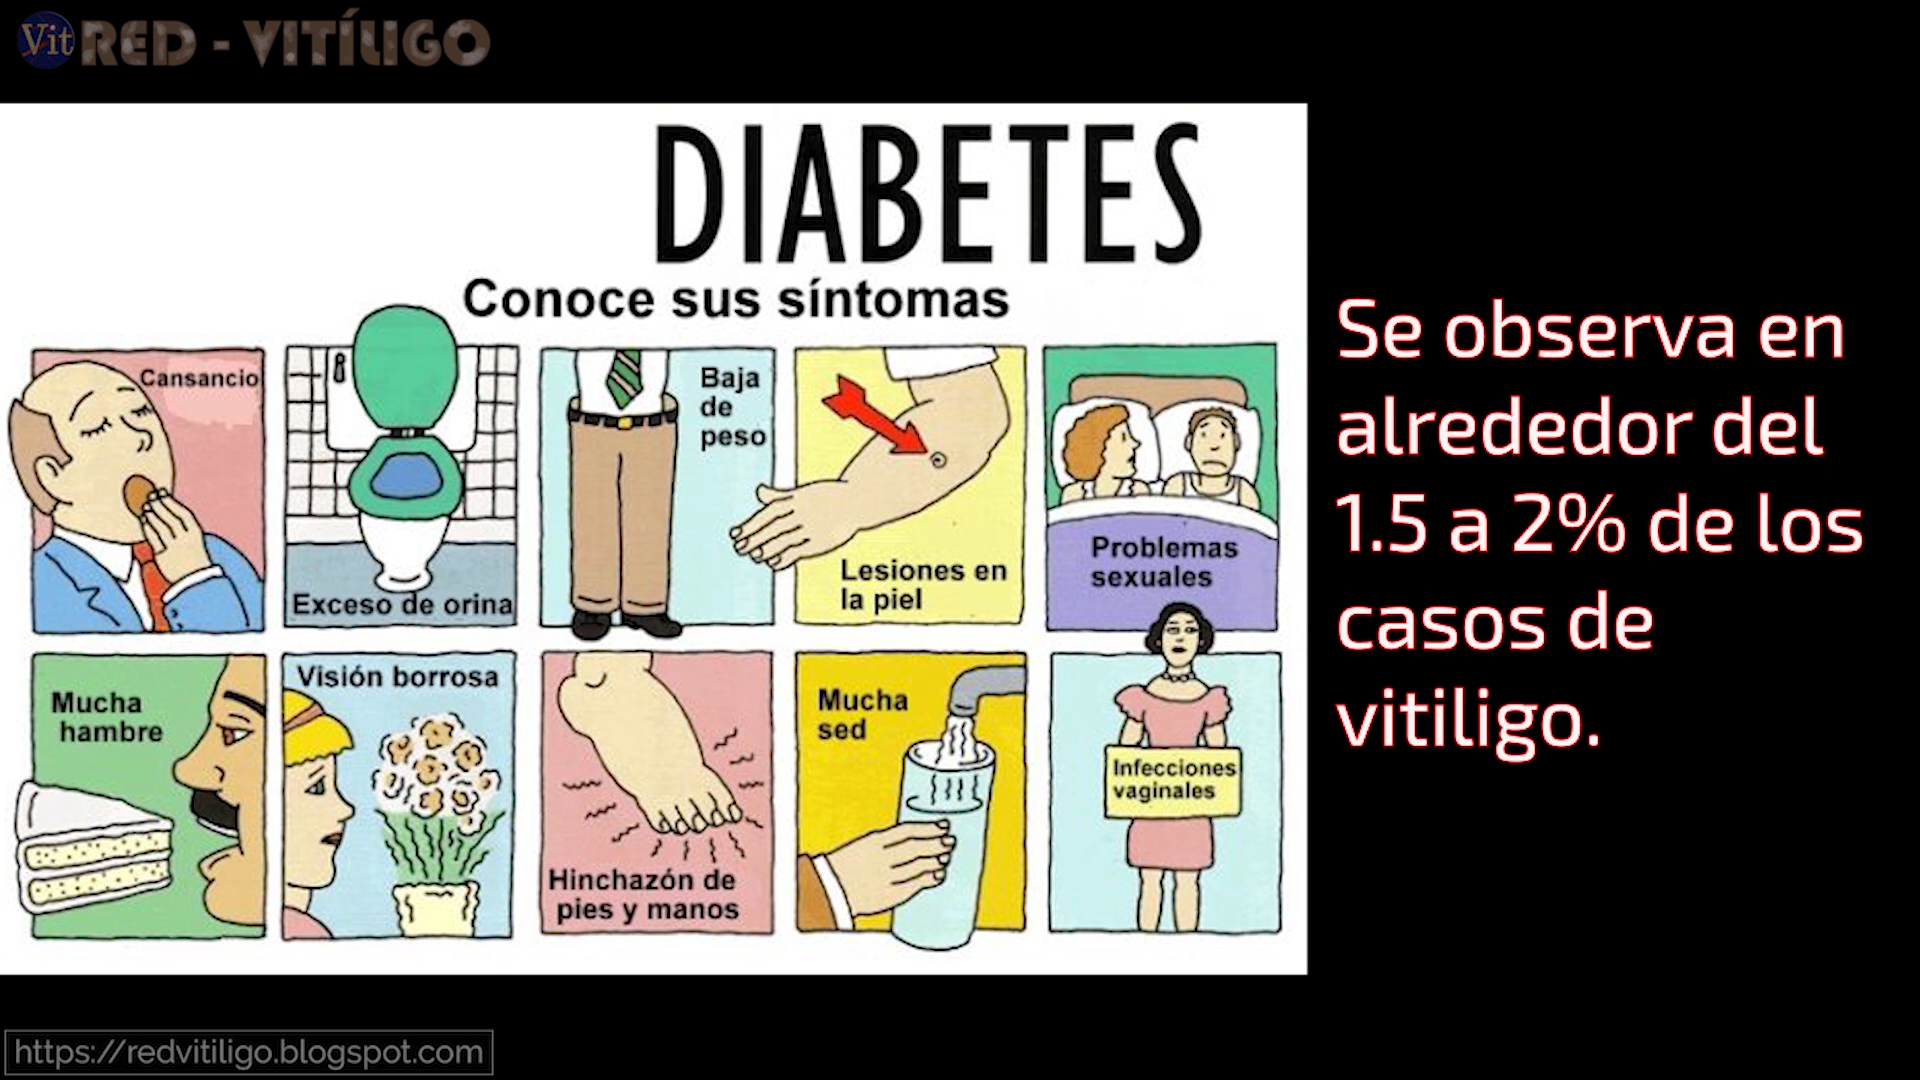 Vit RED - VITÍLIGO
DIABETES
Conoce sus síntomas
Cansancio
Exceso de orina
Baja
de
peso
Lesiones en
la piel
Problemas
sexuales
Mucha
hambre
Visión borrosa
Hinchazón de
pies y manos
Mucha
sed
Infecciones
vaginales
Se observa en
alrededor del
1.5 a 2% de los
casos de
vitiligo.
https://redvitiligo.blogspot.com